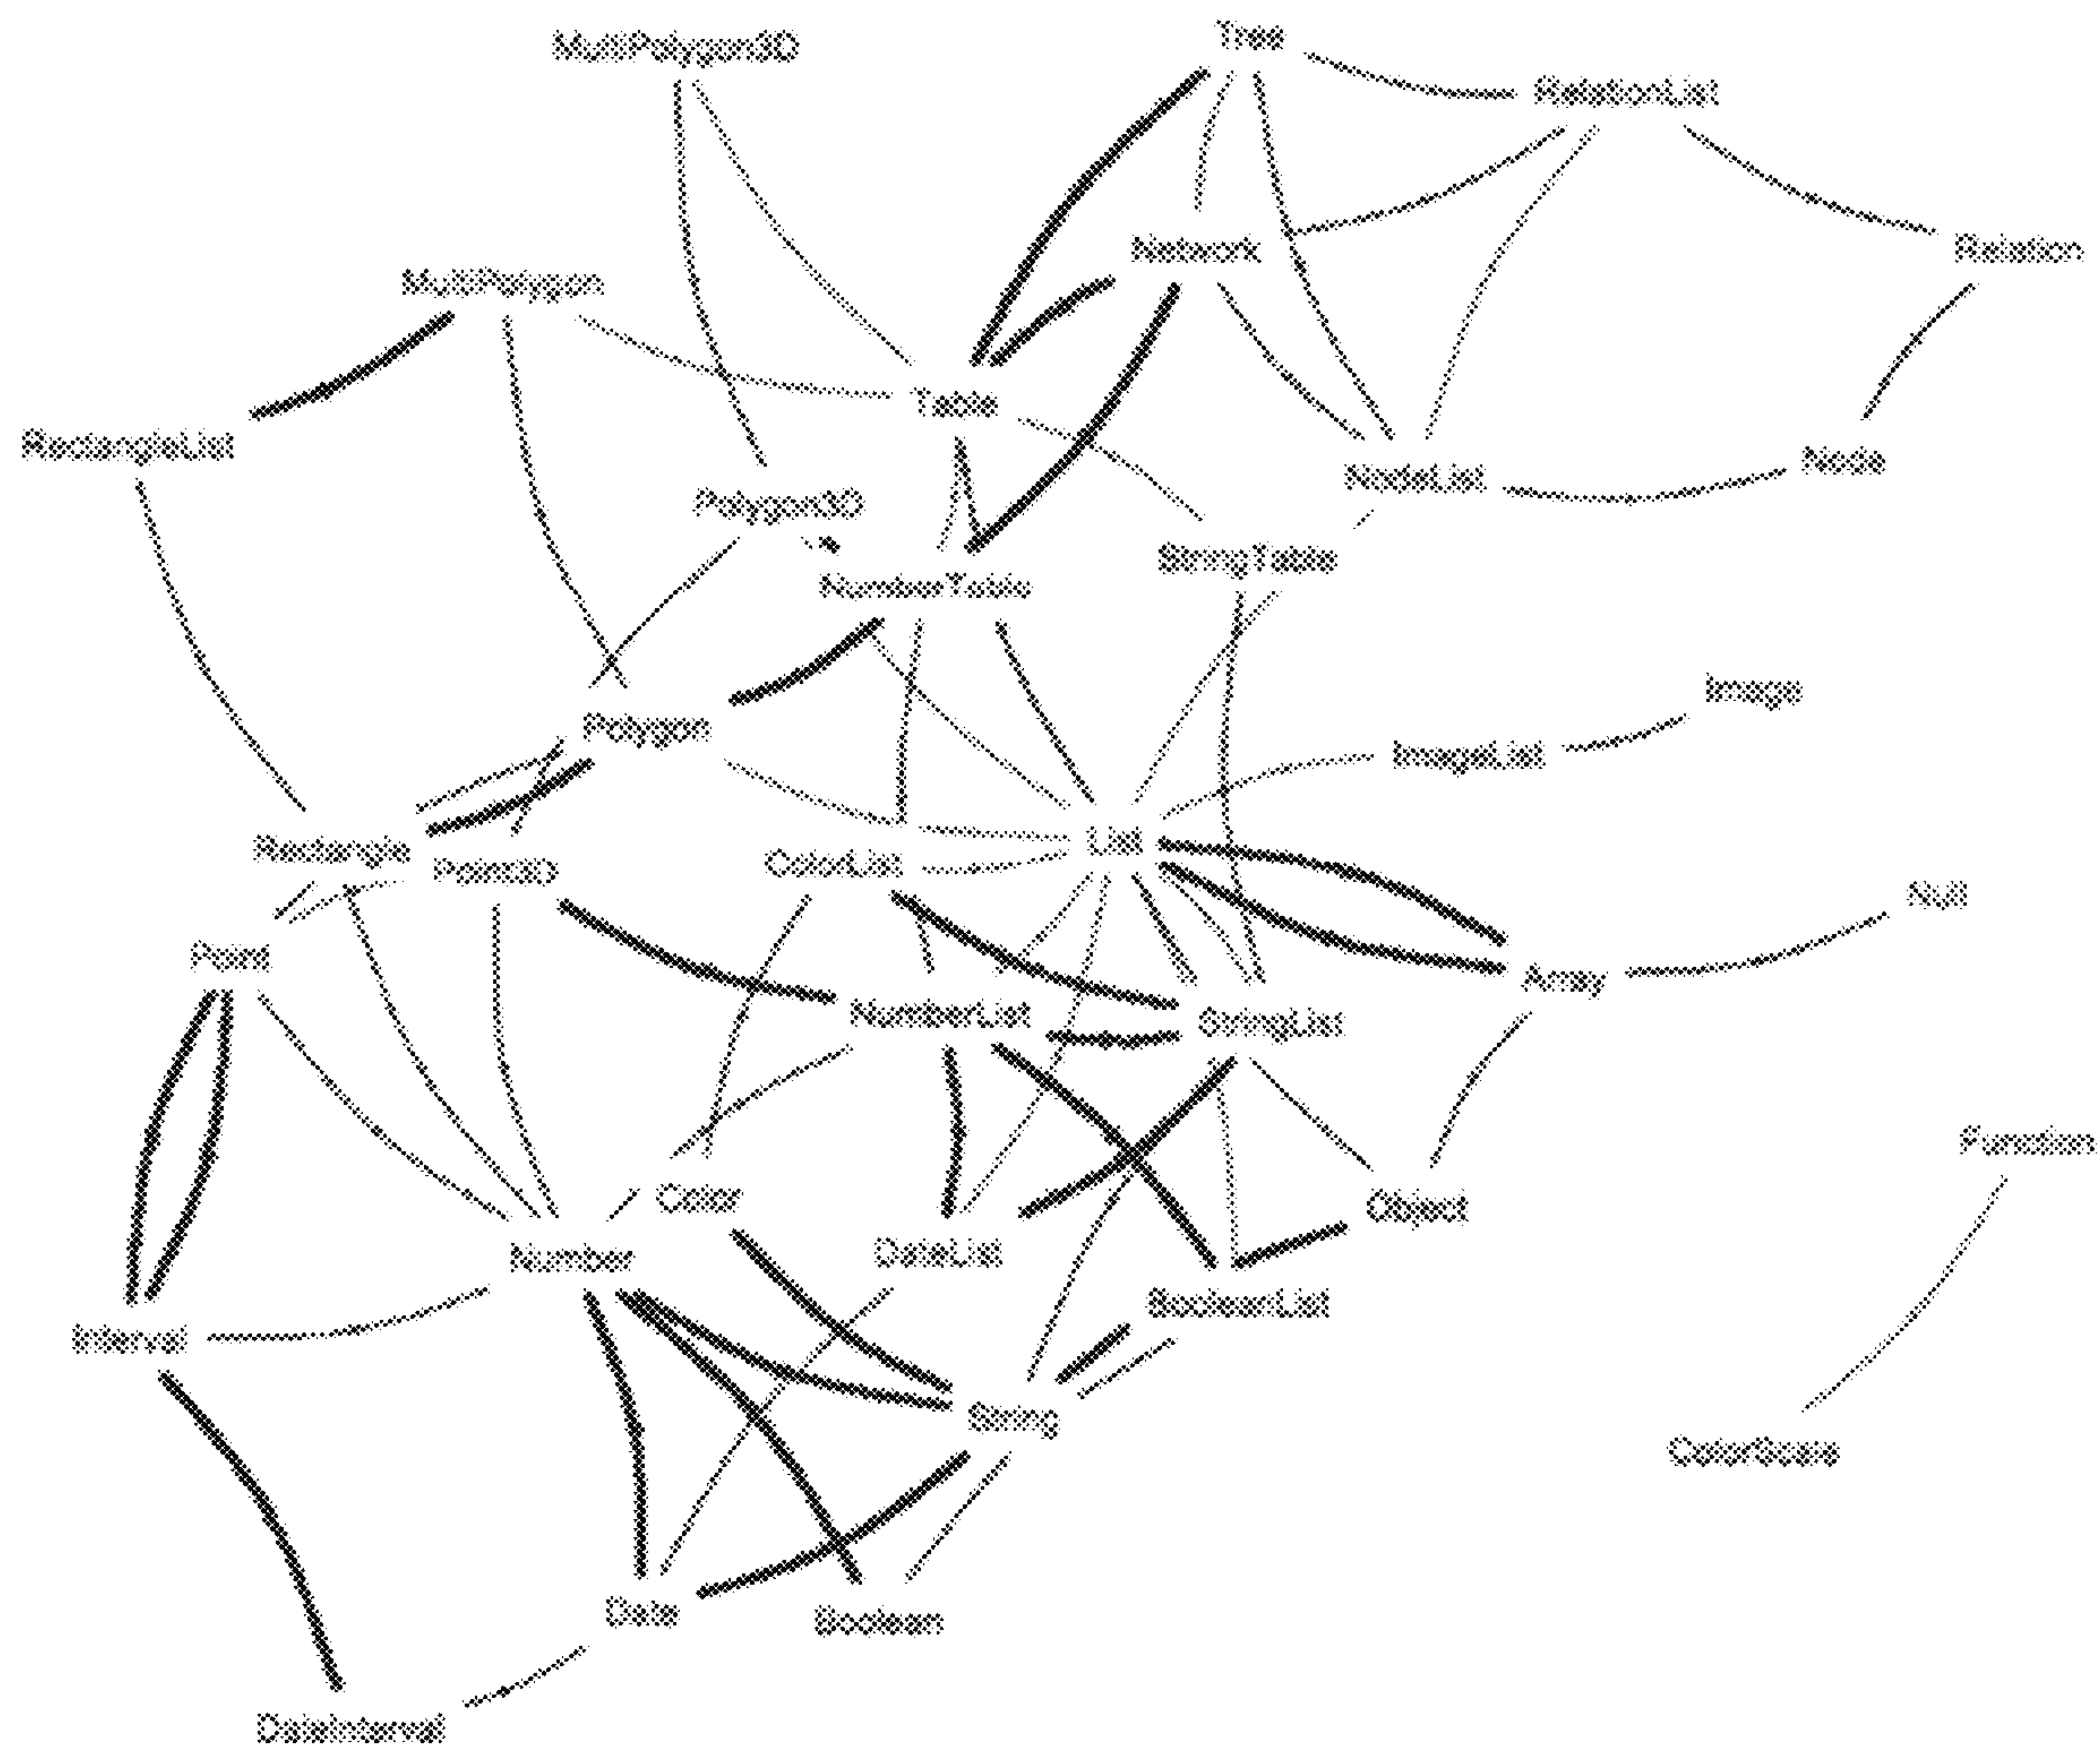 Tree
MultiPolygon3D
RelationList
Network
Relation
MultiPolygon
Table
RectangleList
Node
NodeList
Polygon3D
StringTable
NumberTable
Image
Polygon
ImageList
List
Rectangle
ColorList
Point3D
Null
Point
Array
NumberList
StringList
Function
Color
Object
DateList
Number
BooleanList
Interval
String
ColorScale
Date
Boolean
DateInterval